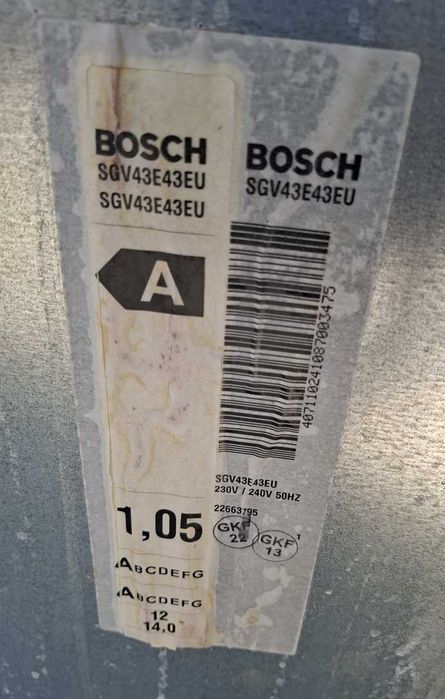 BOSCH
SGV43E43EU
SGV43E43EU
A
1,05
ABCDEFG
ABCDEFG
12
14,0
BOSCH
SGV43E43EU
407110241087003475
SGV43E43EU
230V / 240V 50HZ
22663795
GKF
22
GKF
13
1